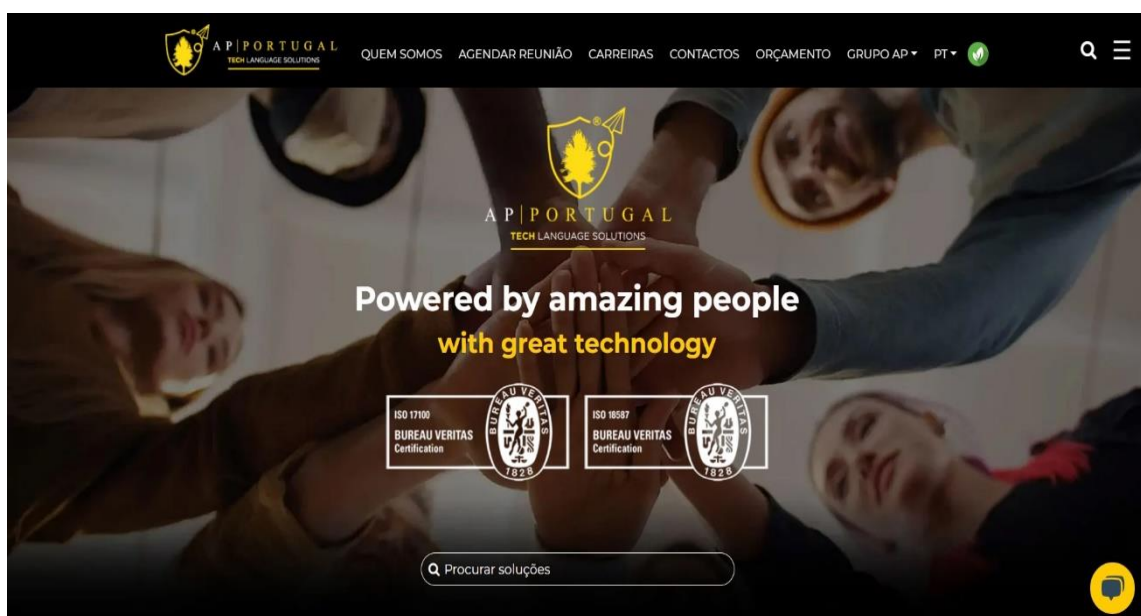 AP|PORTUGAL
TECH LANGUAGE SOLUTIONS
QUEM SOMOS AGENDAR REUNIÃO CARREIRAS CONTACTOS ORÇAMENTO GRUPO AP PT
®
AP|PORTUGAL
TECH LANGUAGE SOLUTIONS
Powered by amazing people
with great technology
ISO 17100
BUREAU VERITAS
Certification
BUREAU VERITAS
1828
ISO 18587
BUREAU VERITAS
Certification
BUREAU VERITAS
1828
Procurar soluções